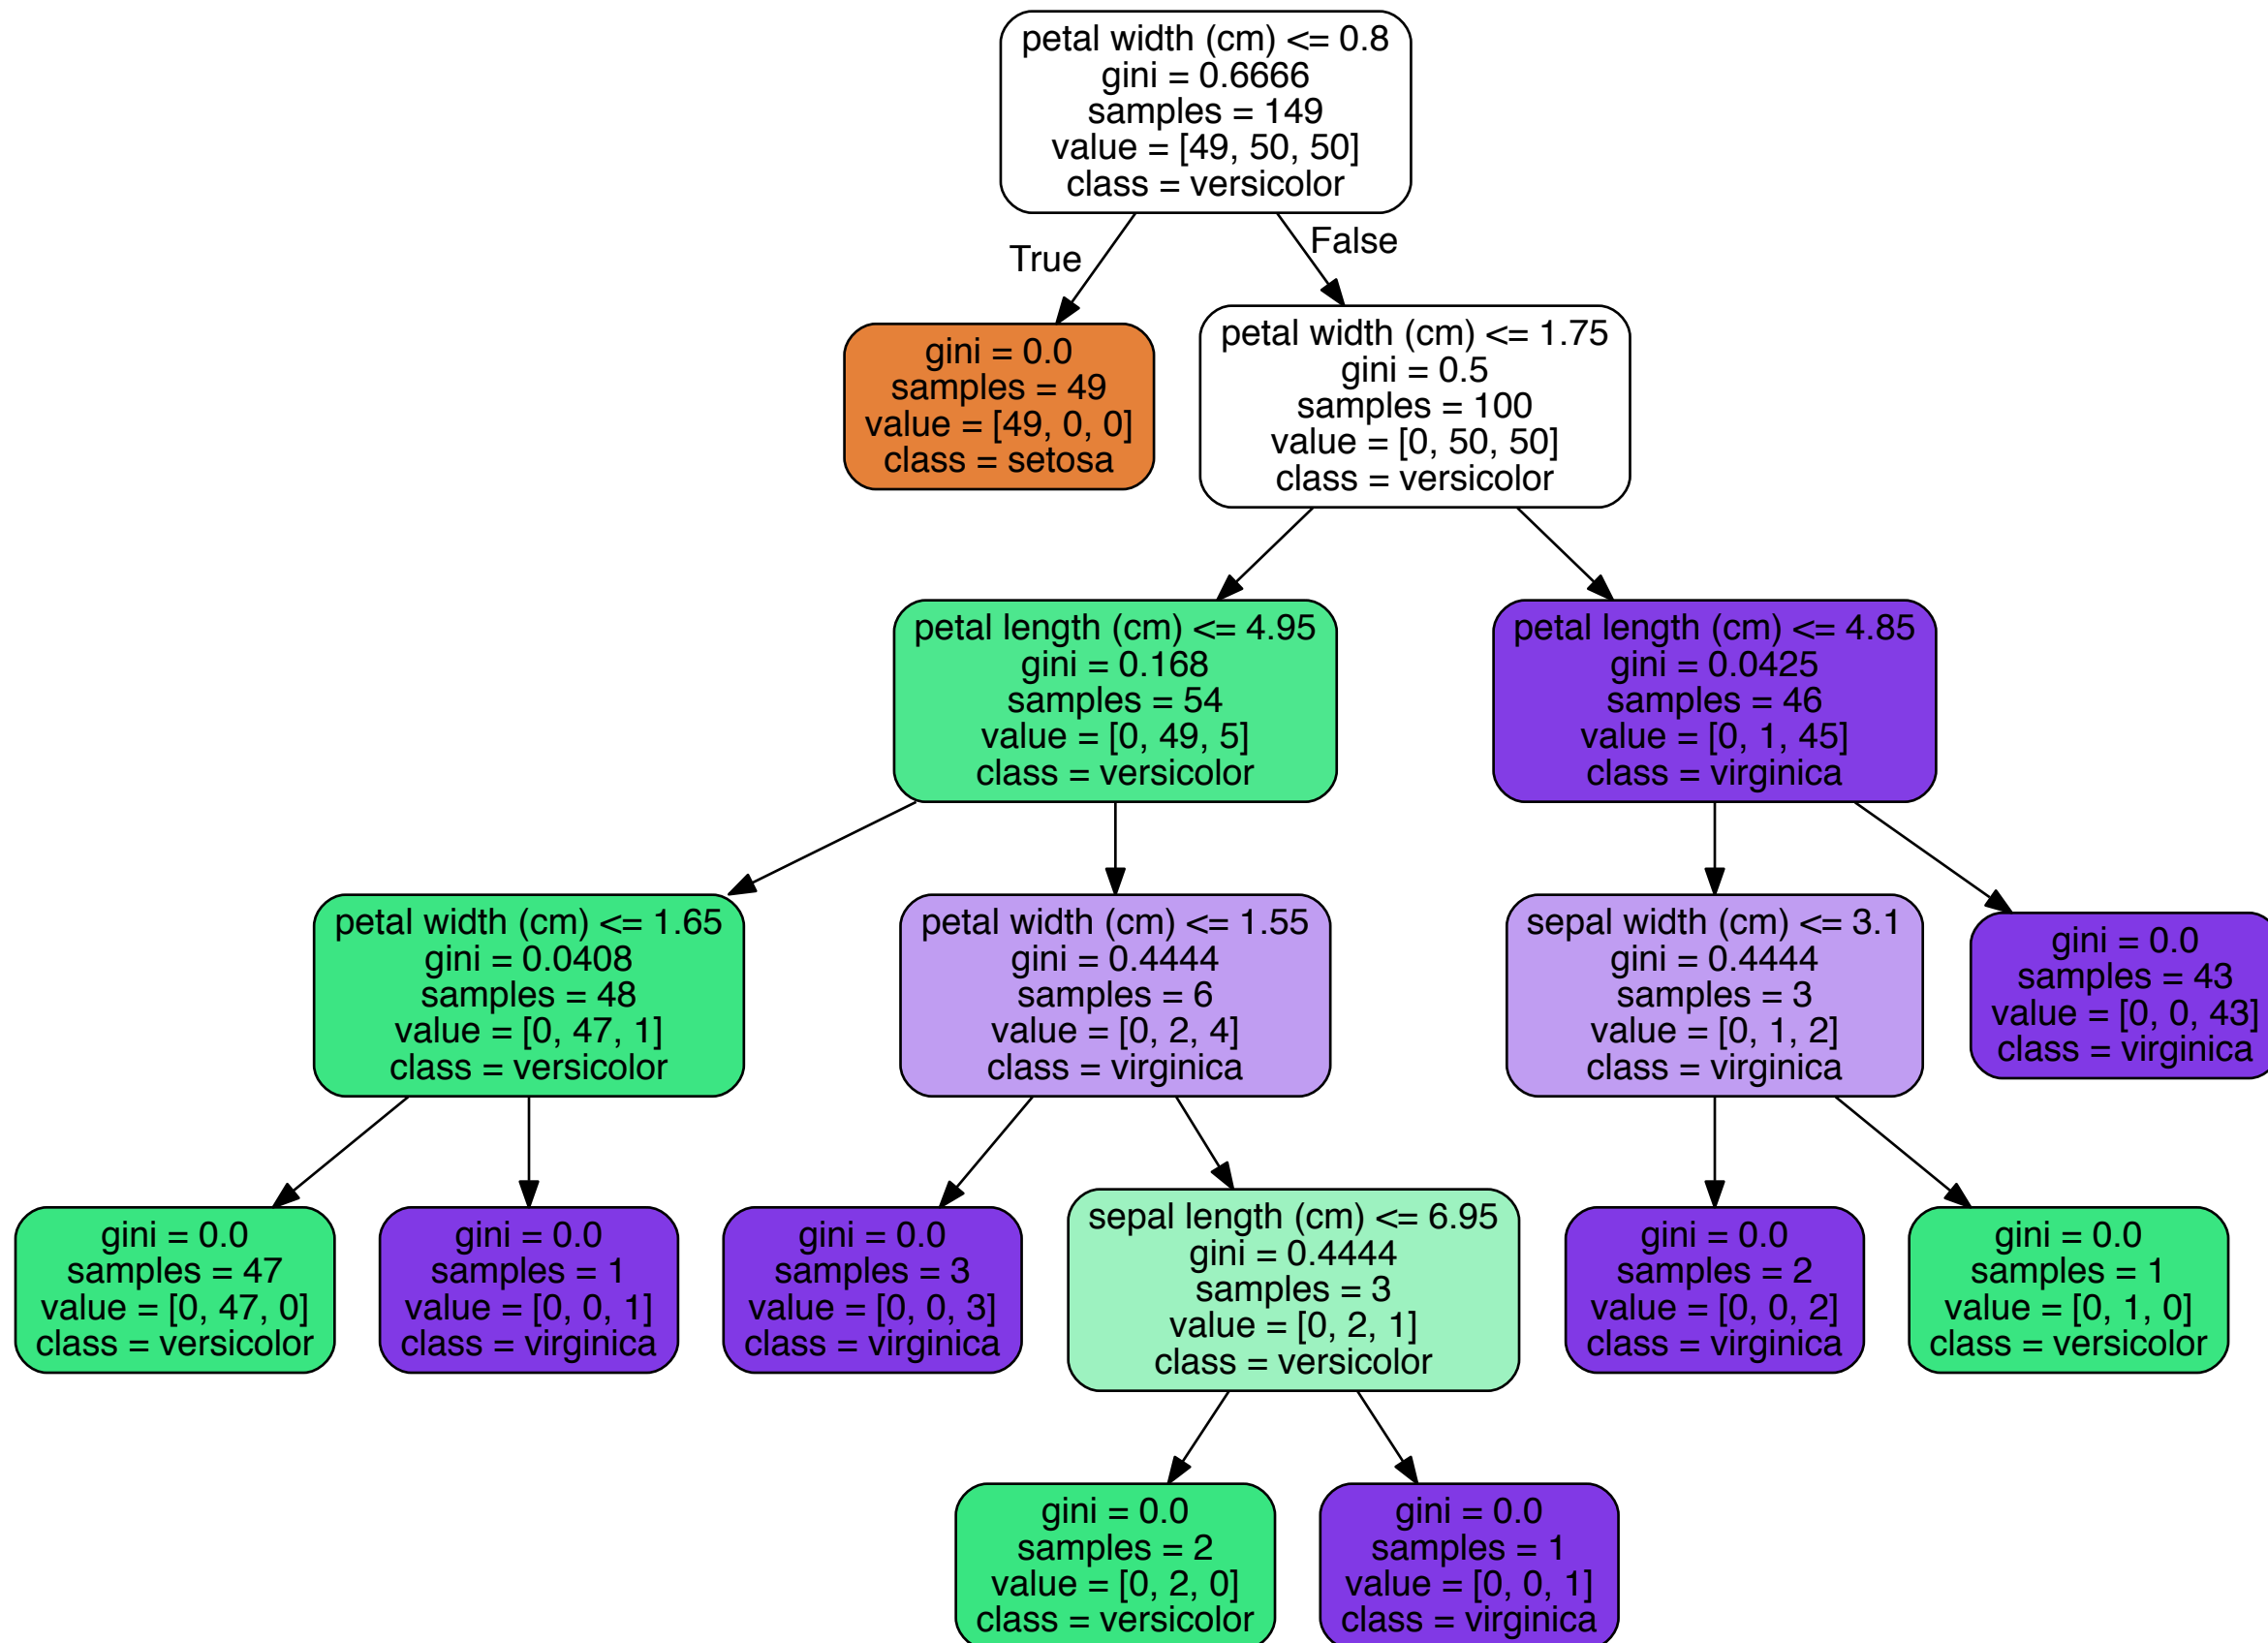 petal width (cm) <= 0.8
gini = 0.6666
samples = 149
value = [49, 50, 50]
class = versicolor
True
False
gini = 0.0
samples = 49
value = [49, 0, 0]
class = setosa
petal width (cm) <= 1.75
gini = 0.5
samples = 100
value = [0, 50, 50]
class = versicolor
petal length (cm) <= 4.95
gini = 0.168
samples = 54
value = [0, 49, 5]
class = versicolor
petal length (cm) <= 4.85
gini = 0.0425
samples = 46
value = [0, 1, 45]
class = virginica
petal width (cm) <= 1.65
gini = 0.0408
samples = 48
value = [0, 47, 1]
class = versicolor
petal width (cm) <= 1.55
gini = 0.4444
samples = 6
value = [0, 2, 4]
class = virginica
sepal width (cm) <= 3.1
gini = 0.4444
samples = 3
value = [0, 1, 2]
class = virginica
gini = 0.0
samples = 43
value = [0, 0, 43]
class = virginica
gini = 0.0
samples = 47
value = [0, 47, 0]
class = versicolor
gini = 0.0
samples = 1
value = [0, 0, 1]
class = virginica
gini = 0.0
samples = 3
value = [0, 0, 3]
class = virginica
sepal length (cm) <= 6.95
gini = 0.4444
samples = 3
value = [0, 2, 1]
class = versicolor
gini = 0.0
samples = 2
value = [0, 0, 2]
class = virginica
gini = 0.0
samples = 1
value = [0, 1, 0]
class = versicolor
gini = 0.0
samples = 2
value = [0, 2, 0]
class = versicolor
gini = 0.0
samples = 1
value = [0, 0, 1]
class = virginica